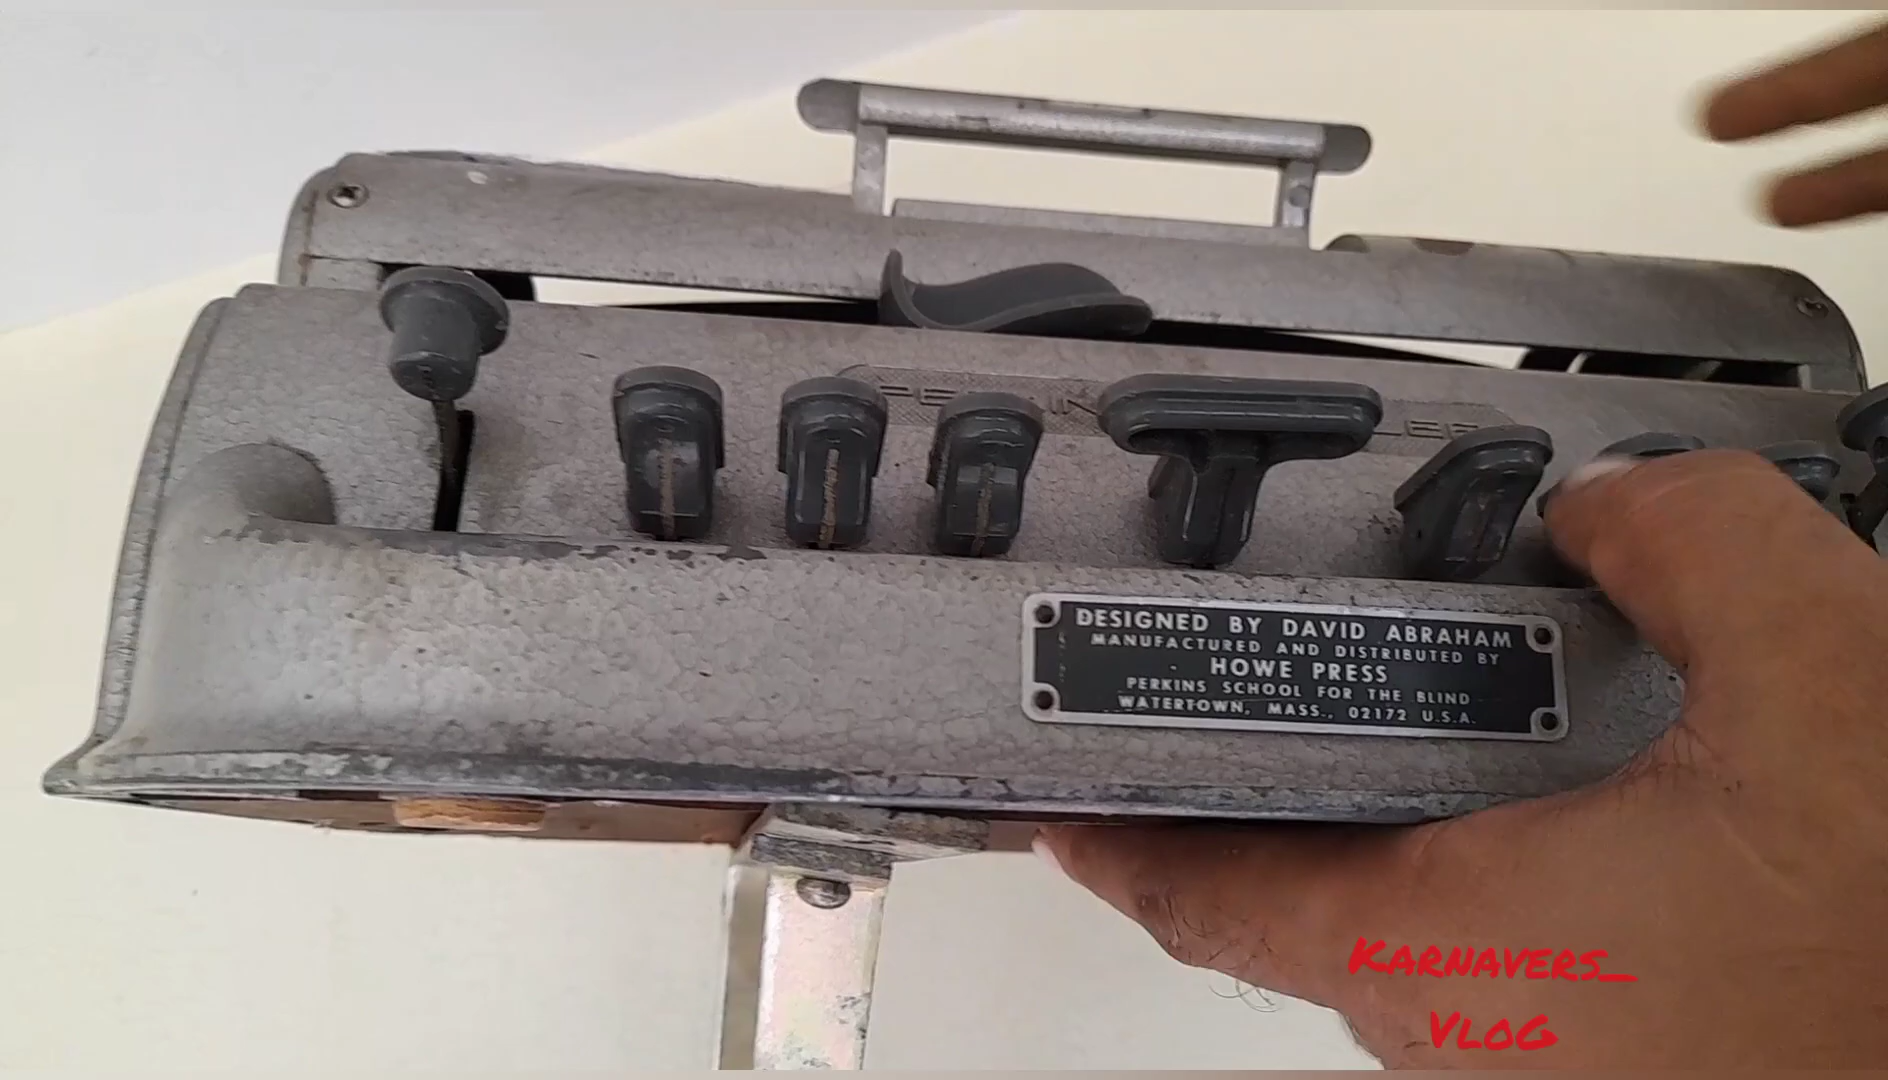 DESIGNED BY DAVID ABRAHAM
MANUFACTURED AND DISTRIBUTED BY
HOWE PRESS
PERKINS SCHOOL FOR THE BLIND
WATERTOWN, MASS., 02172 U.S.A.
KARNAVERS_
VLOG